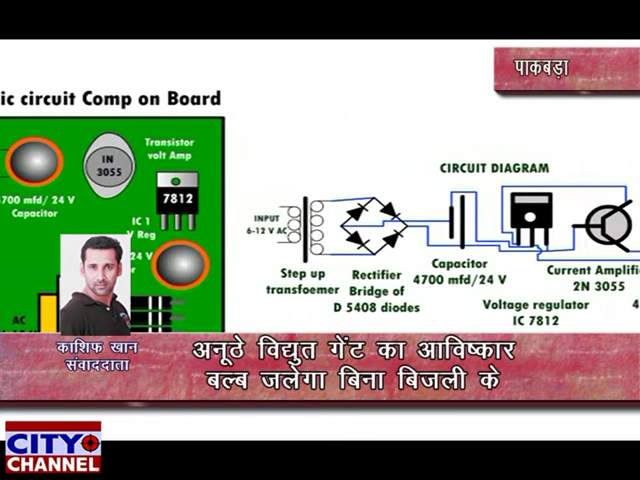 पाकबड़ा
ic circuit Comp on Board
Transistor
volt Amp
IN
3055
7812
4700 mfd/ 24 V
Capacitor
IC 1
V Reg
24 V
or
AC
CIRCUIT DIAGRAM
INPUT
6-12 V AC
Step up
transfoemer
Rectifier
Bridge of
D 5408 diodes
Capacitor
4700 mfd/24 V
Voltage regulator
IC 7812
Current Amplifi
2N 3055
4
काशिफ खान
संवाददाता
अनूठे विद्युत गेंट का आविष्कार
बल्ब जलेगा बिना बिजली के
CITY
CHANNEL